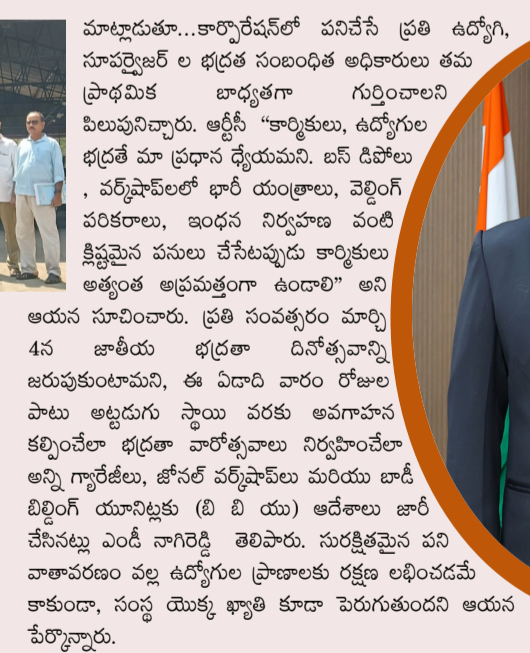 మాట్లాడుతూ...కార్పొరేషన్‌లో పనిచేసే ప్రతి ఉద్యోగి,
సూపర్వైజర్ ల భద్రత సంబంధిత అధికారులు తమ
ప్రాథమిక బాధ్యతగా గుర్తించాలని
పిలుపునిచ్చారు. ఆర్టీసీ “కార్మికులు, ఉద్యోగుల
భద్రతే మా ప్రధాన ధ్యేయమని. బస్ డిపోలు
, వర్క్‌షాప్‌లలో భారీ యంత్రాలు, వెల్డింగ్
పరికరాలు, ఇంధన నిర్వహణ వంటి
క్లిష్టమైన పనులు చేసేటప్పుడు కార్మికులు
అత్యంత అప్రమత్తంగా ఉండాలి” అని
ఆయన సూచించారు. ప్రతి సంవత్సరం మార్చి
4న జాతీయ భద్రతా దినోత్సవాన్ని
జరుపుకుంటామని, ఈ ఏడాది వారం రోజుల
పాటు అట్టడుగు స్థాయి వరకు అవగాహన
కల్పించేలా భద్రతా వారోత్సవాలు నిర్వహించేలా
అన్ని గ్యారేజీలు, జోనల్ వర్క్‌షాప్‌లు మరియు బాడీ
బిల్డింగ్ యూనిట్లకు (బి బి యు) ఆదేశాలు జారీ
చేసినట్లు ఎండీ నాగిరెడ్డి తెలిపారు. సురక్షితమైన పని
వాతావరణం వల్ల ఉద్యోగుల ప్రాణాలకు రక్షణ లభించడమే
కాకుండా, సంస్థ యొక్క ఖ్యాతి కూడా పెరుగుతుందని ఆయన
పేర్కొన్నారు.